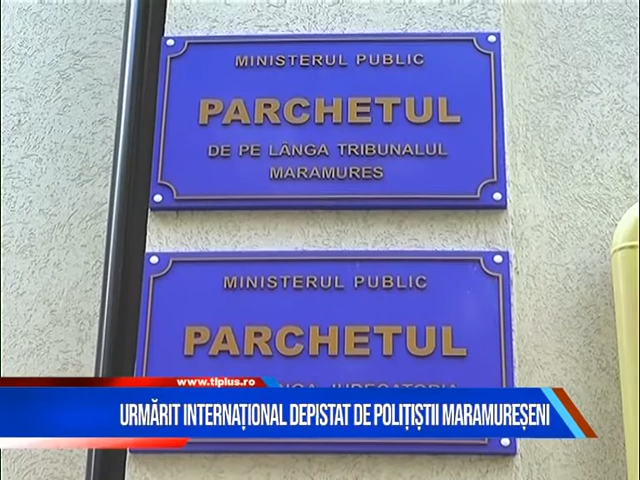 MINISTERUL PUBLIC
PARCHETUL
DE PE LÂNGA TRIBUNALUL
MARAMURES
MINISTERUL PUBLIC
PARCHETUL
www.tlplus.ro
URMĂRIT INTERNAȚIONAL DEPISTAT DE POLIȚIȘTII MARAMUREȘENI